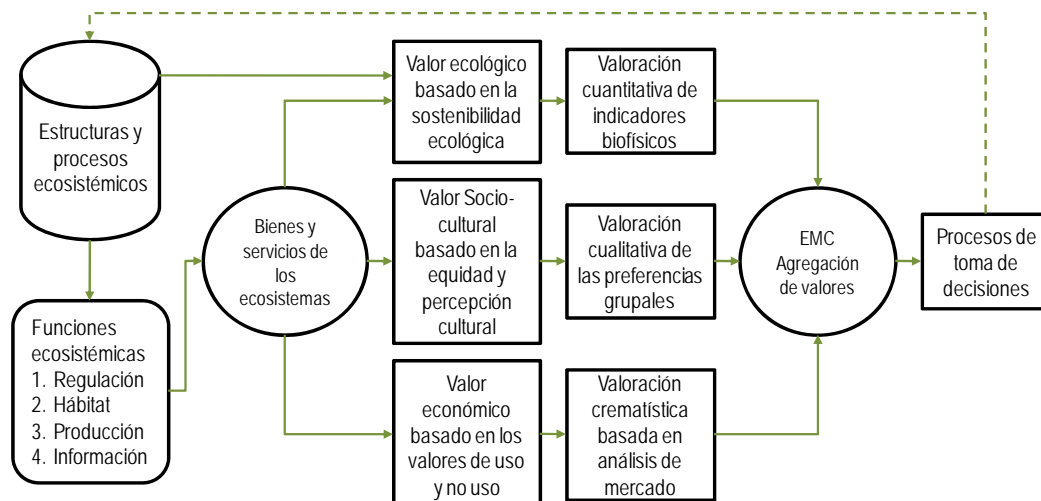 Estructuras y
procesos
ecosistémicos
Funciones
ecosistémicas
1. Regulación
2. Hábitat
3. Producción
4. Información
Bienes y
servicios de
los
ecosistemas
Valor ecológico
basado en la
sostenibilidad
ecológica
Valoración
cuantitativa de
indicadores
biofísicos
Valor Socio-
cultural
basado en la
equidad y
percepción
cultural
Valoración
cualitativa de
las preferencias
grupales
Valor
económico
basado en los
valores de uso
y no uso
Valoración
crematística
basada en
análisis de
mercado
EMC
Agregación
de valores
Procesos de
toma de
decisiones